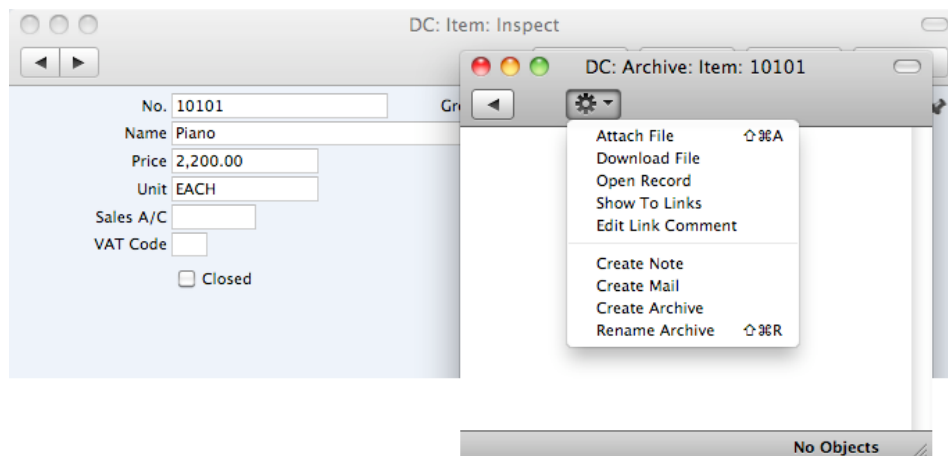 DC: Item: Inspect
No. 10101
Name Piano
Price 2,200.00
Unit EACH
Sales A/C
VAT Code
Closed
DC: Archive: Item: 10101
Attach File ⇧⌘A
Download File
Open Record
Show To Links
Edit Link Comment
Create Note
Create Mail
Create Archive
Rename Archive ⇧⌘R
No Objects